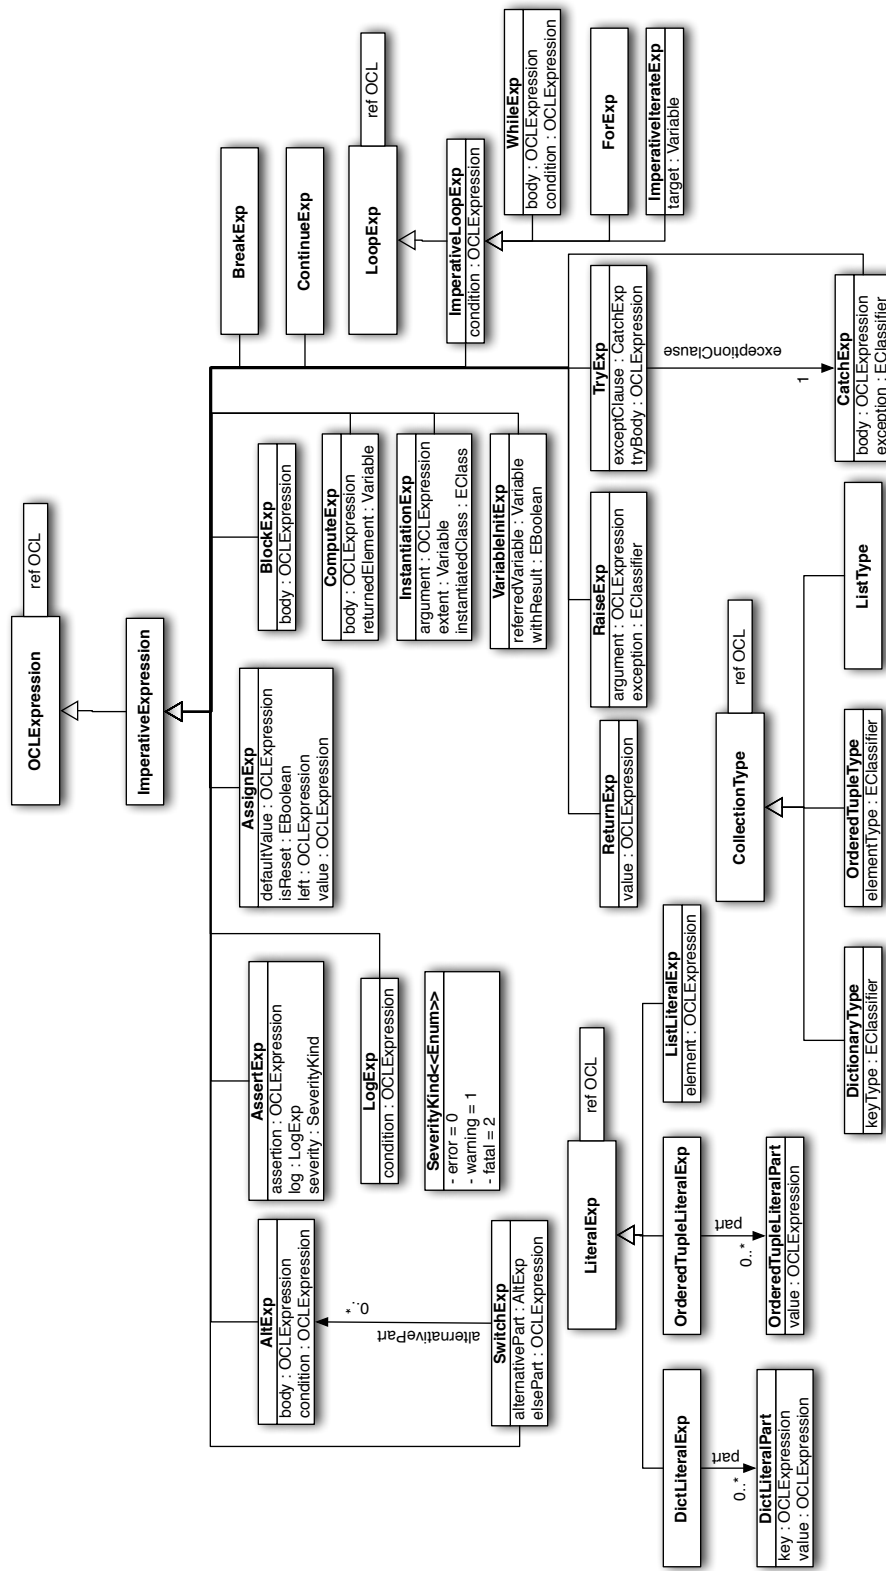 OCLExpression
ref OCL
ImperativeExpression
AltExp
body : OCLExpression
condition : OCLExpression
AssertExp
assertion : OCLExpression
log : LogExp
severity : SeverityKind
AssignExp
defaultValue : OCLExpression
isReset : EBoolean
left : OCLExpression
value : OCLExpression
BlockExp
body : OCLExpression
BreakExp
ContinueExp
ComputeExp
body : OCLExpression
returnedElement : Variable
LoopExp
ref OCL
LogExp
condition : OCLExpression
InstantiationExp
argument : OCLExpression
extent : Variable
instantiatedClass : EClass
ImperativeLoopExp
condition : OCLExpression
0..*
alternativePart
SeverityKind<<Enum>>
- error = 0
- warning = 1
- fatal = 2
SwitchExp
alternativePart : AltExp
elsePart : OCLExpression
VariableInitExp
referredVariable : Variable
withResult : EBoolean
WhileExp
body : OCLExpression
condition : OCLExpression
ForExp
ImperativeIterateExp
target : Variable
LiteralExp
ref OCL
ReturnExp
value : OCLExpression
RaiseExp
argument : OCLExpression
exception : EClassifier
TryExp
exceptClause : CatchExp
tryBody : OCLExpression
exceptionClause
1
DictLiteralExp
OrderedTupleLiteralExp
ListLiteralExp
element : OCLExpression
CollectionType
ref OCL
part
0..*
part
0..*
DictLiteralPart
key : OCLExpression
value : OCLExpression
OrderedTupleLiteralPart
value : OCLExpression
DictionaryType
keyType : EClassifier
OrderedTupleType
elementType : EClassifier
ListType
CatchExp
body : OCLExpression
exception : EClassifier